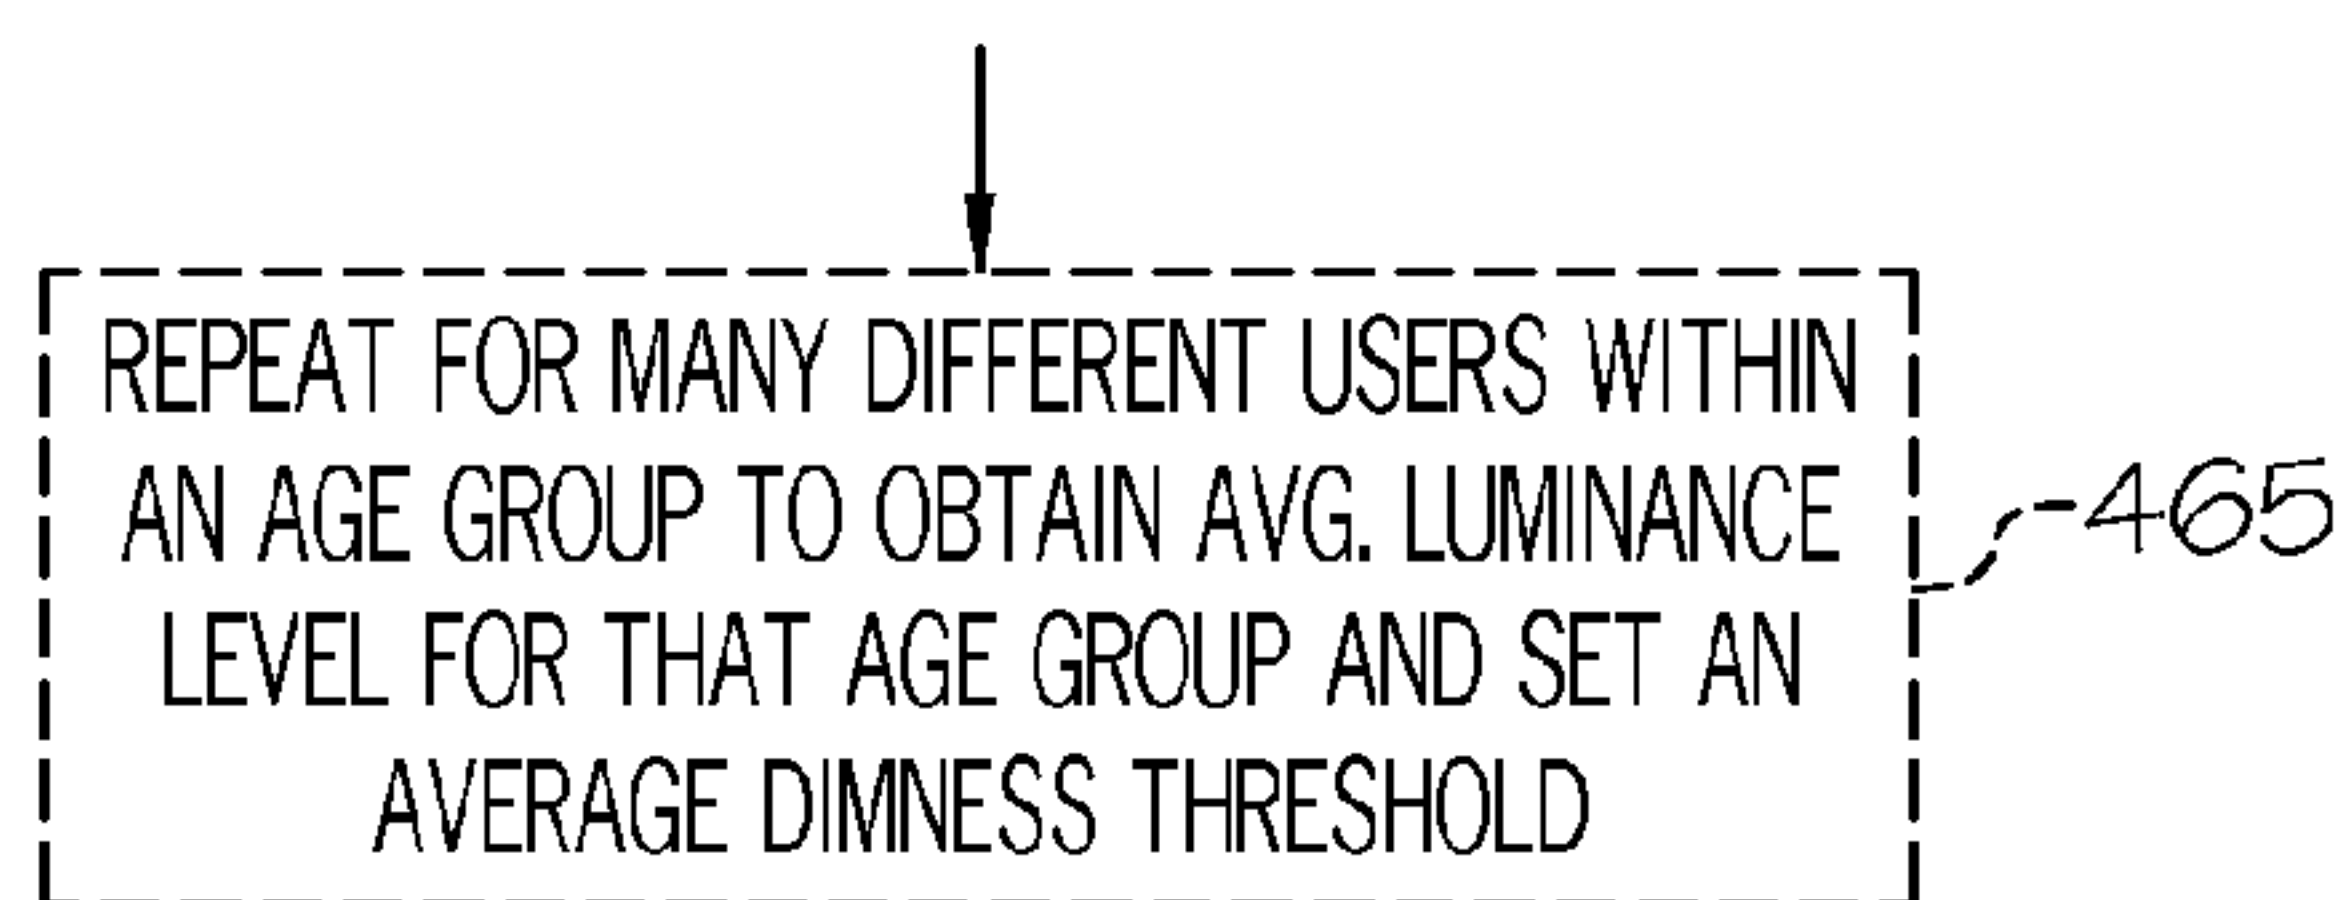 REPEAT FOR MANY DIFFERENT USERS WITHIN
AN AGE GROUP TO OBTAIN AVG. LUMINANCE
LEVEL FOR THAT AGE GROUP AND SET AN
AVERAGE DIMNESS THRESHOLD
465